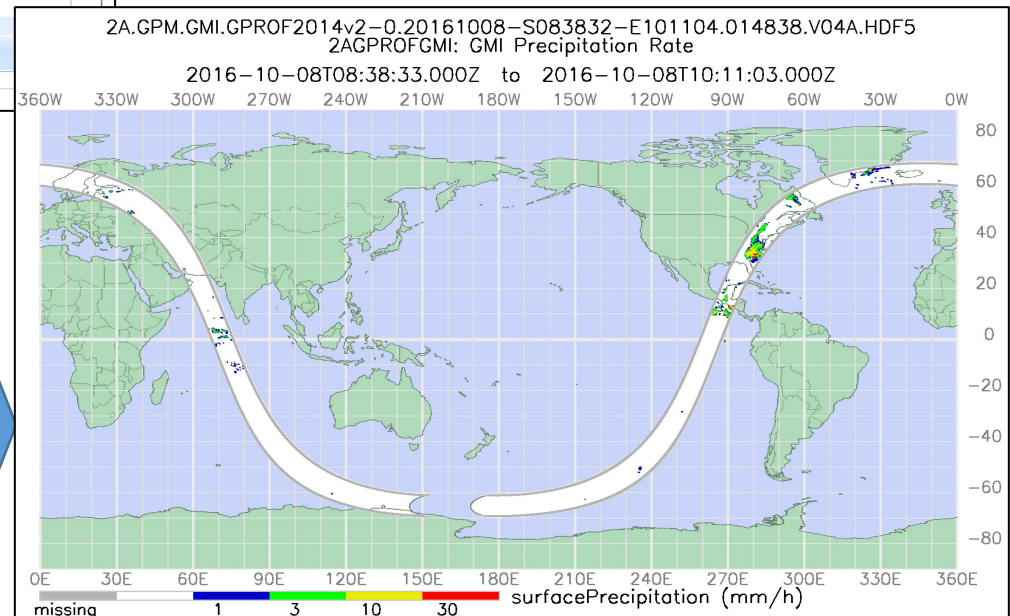 2A.GPM.GMI.GPROF2014v2-0.20161008-S083832-E101104.014838.V04A.HDF5
2AGPROFGMI: GMI Precipitation Rate
2016-10-08T08:38:33.000Z to 2016-10-08T10:11:03.000Z
360W 330W 300W 270W 240W 210W 180W 150W 120W 90W 60W 30W 0W
80
60
40
20
0
-20
-40
-60
-80
0E 30E 60E 90E 120E 150E 180E 210E 240E 270E 300E 330E 360E
missing 1 3 10 30 surfacePrecipitation (mm/h)